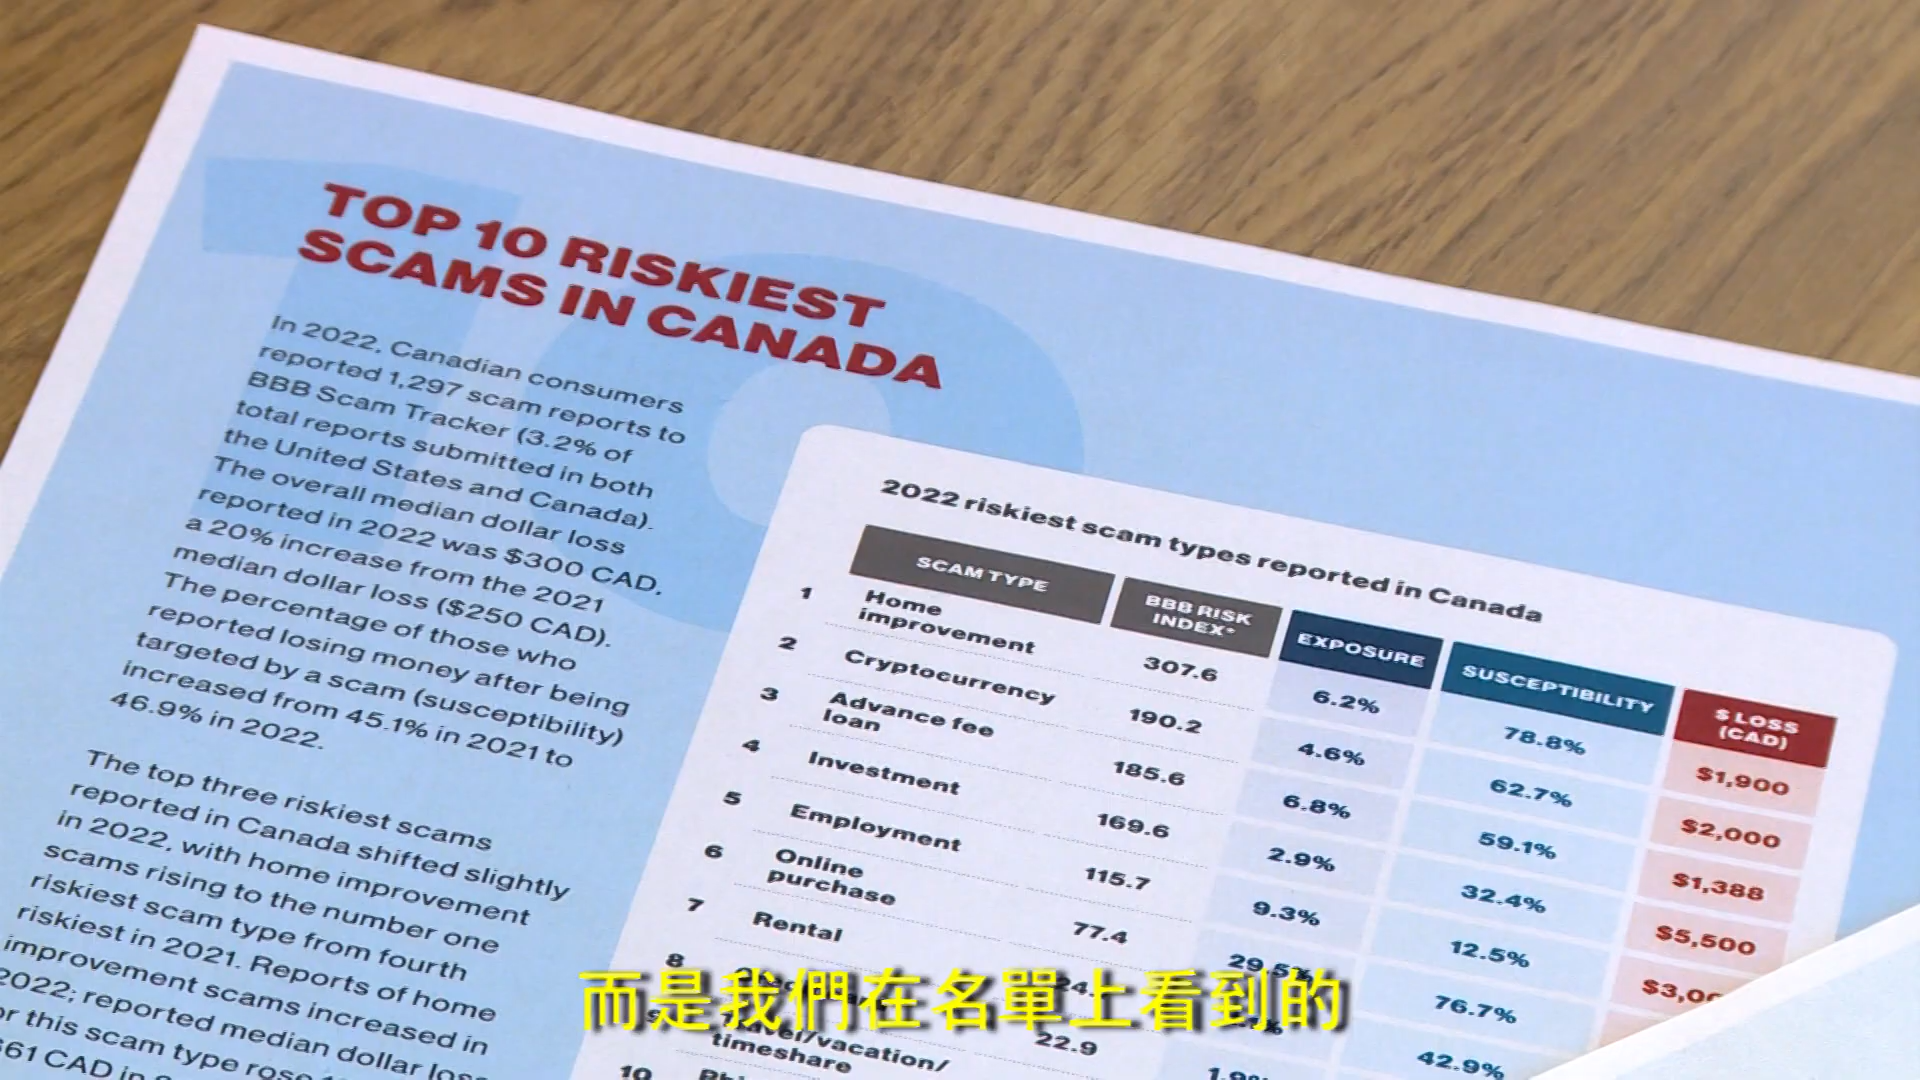 TOP 10 RISKIEST
SCAMS IN CANADA
In 2022, Canadian consumers
reported 1,297 scam reports to
BBB Scam Tracker (3.2% of
total reports submitted in both
the United States and Canada).
The overall median dollar loss
reported in 2022 was $300 CAD,
a 20% increase from the 2021
median dollar loss ($250 CAD).
The percentage of those who
reported losing money after being
targeted by a scam (susceptibility)
increased from 45.1% in 2021 to
46.9% in 2022.
The top three riskiest scams
reported in Canada shifted slightly
in 2022, with home improvement
scams rising to the number one
riskiest scam type from fourth
riskiest in 2021. Reports of home
improvement scams increased in
2022; reported median dollar
for this scam type rose
CAD in
2022 riskiest scam types reported in Canada
SCAM TYPE BBB RISK INDEX* EXPOSURE SUSCEPTIBILITY $ LOSS (CAD)
1 Home improvement 307.6 6.2% 78.8% $1,900
2 Cryptocurrency 190.2 4.6% 62.7% $2,000
3 Advance fee loan 185.6 6.8% 59.1% $1,388
4 Investment 169.6 2.9% 32.4% $5,500
5 Employment 115.7 9.3% 12.5%
6 Online purchase 77.4 29.5% 76.7%
7 Rental 42.9%
8
9 Travel/vacation/ timeshare 22.9 1.9%
10
而是我們在名單上看到的